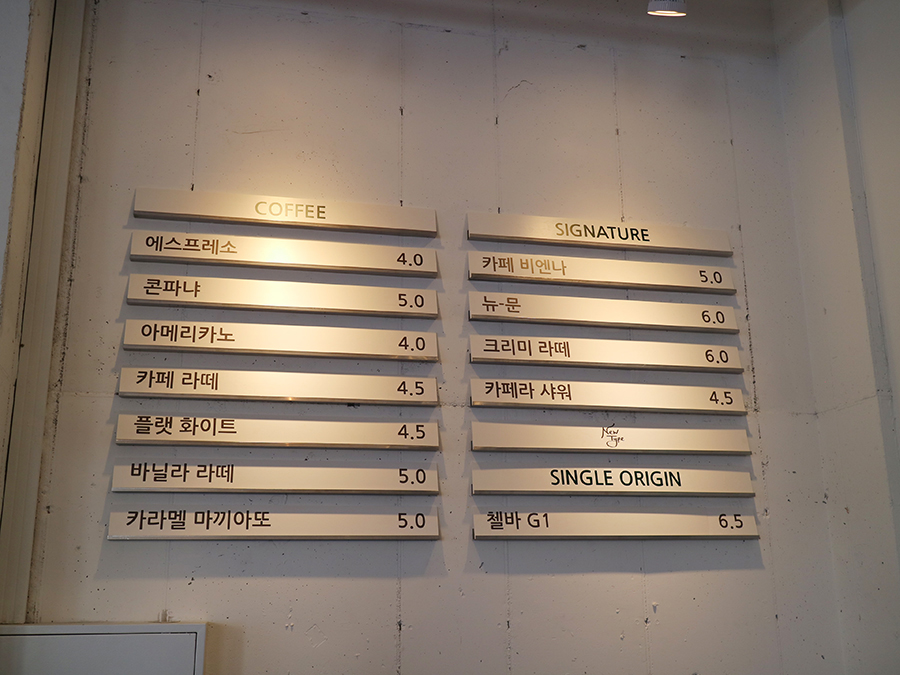 COFFEE
에스프레소 4.0
콘파냐 5.0
아메리카노 4.0
카페 라떼 4.5
플랫 화이트 4.5
바닐라 라떼 5.0
카라멜 마끼아또 5.0
SIGNATURE
카페 비엔나 5.0
뉴-문 6.0
크리미 라떼 6.0
카페라 샤워 4.5
New
Type
SINGLE ORIGIN
첼바 G1 6.5